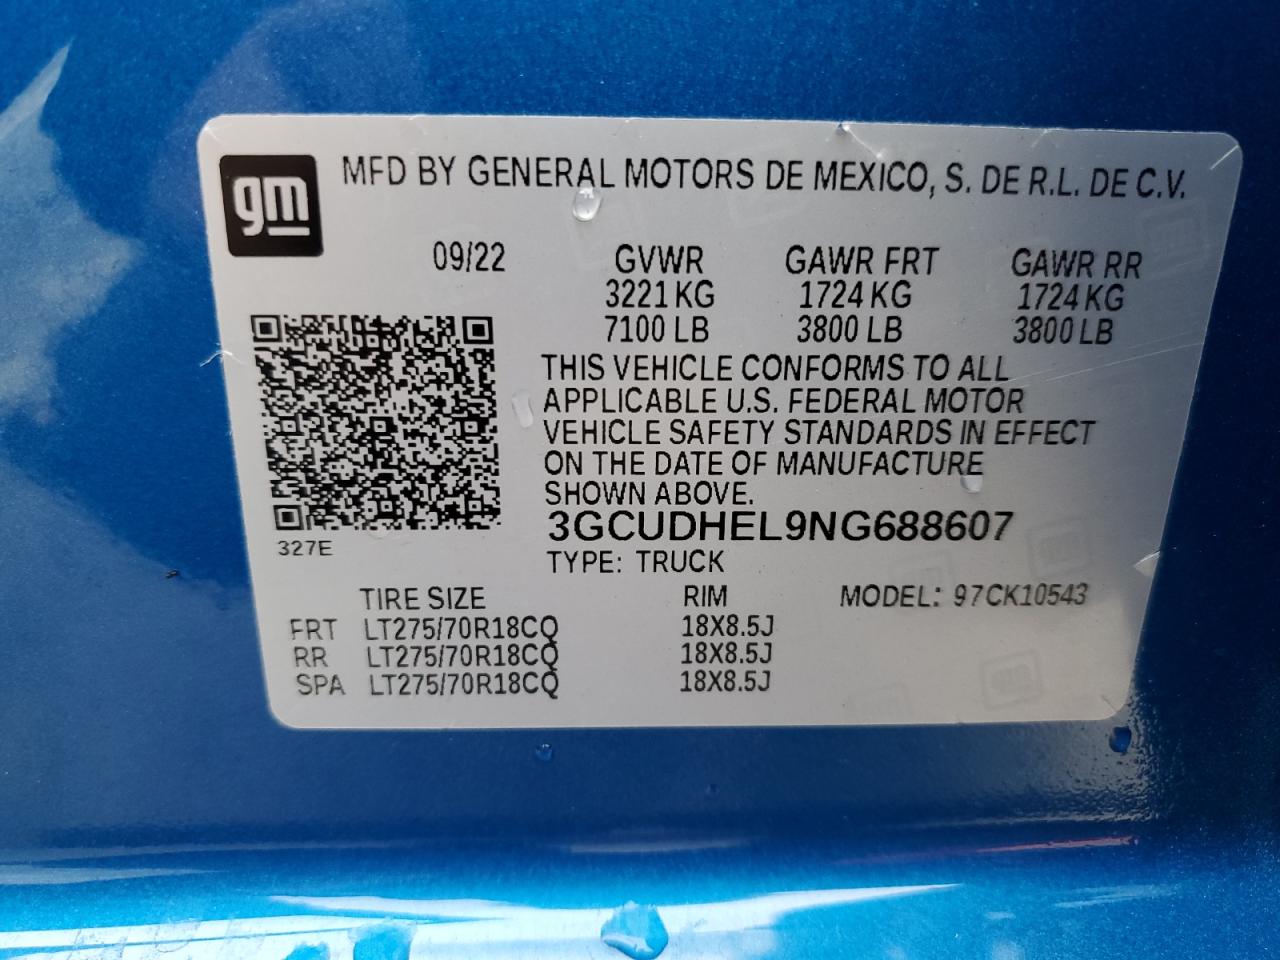 gm
MFD BY GENERAL MOTORS DE MEXICO, S. DE R.L. DE C.V.
09/22 GVWR GAWR FRT GAWR RR
3221 KG 1724 KG 1724 KG
7100 LB 3800 LB 3800 LB
THIS VEHICLE CONFORMS TO ALL
APPLICABLE U.S. FEDERAL MOTOR
VEHICLE SAFETY STANDARDS IN EFFECT
ON THE DATE OF MANUFACTURE
SHOWN ABOVE.
3GCUDHEL9NG688607
327E
TYPE: TRUCK
TIRE SIZE RIM MODEL: 97CK10543
FRT LT275/70R18CQ 18X8.5J
RR LT275/70R18CQ 18X8.5J
SPA LT275/70R18CQ 18X8.5J